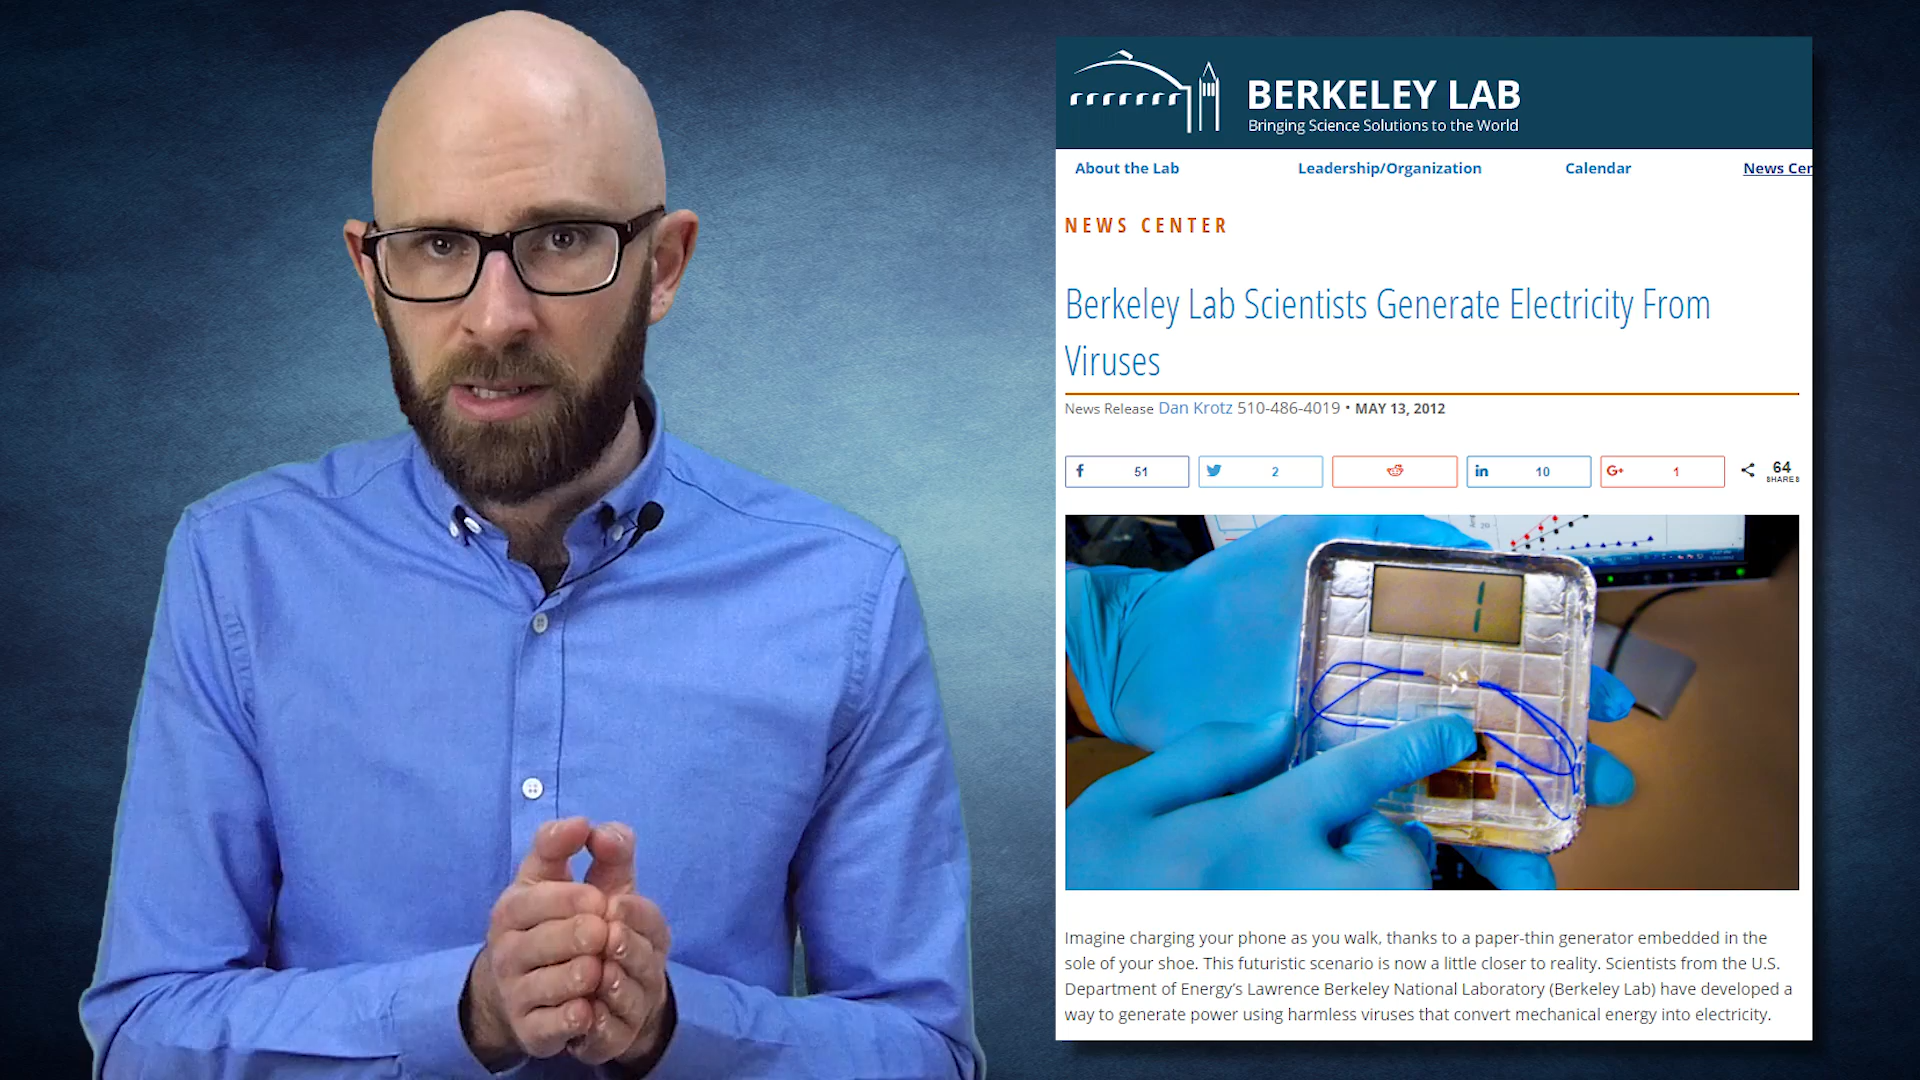 BERKELEY LAB
Bringing Science Solutions to the World
About the Lab Leadership/Organization Calendar News Cer
NEWS CENTER
Berkeley Lab Scientists Generate Electricity From
Viruses
News Release Dan Krotz 510-486-4019 • MAY 13, 2012
51 2 in 10 G+ 1 64
SHARES
1
Imagine charging your phone as you walk, thanks to a paper-thin generator embedded in the
sole of your shoe. This futuristic scenario is now a little closer to reality. Scientists from the U.S.
Department of Energy’s Lawrence Berkeley National Laboratory (Berkeley Lab) have developed a
way to generate power using harmless viruses that convert mechanical energy into electricity.